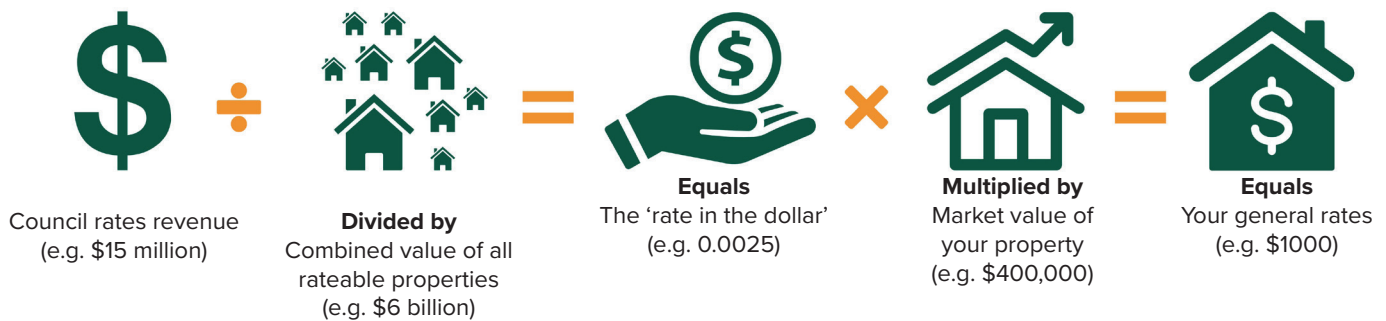 Council rates revenue
(e.g. $15 million)
Divided by
Combined value of all
rateable properties
(e.g. $6 billion)
Equals
The ‘rate in the dollar’
(e.g. 0.0025)
Multiplied by
Market value of
your property
(e.g. $400,000)
Equals
Your general rates
(e.g. $1000)